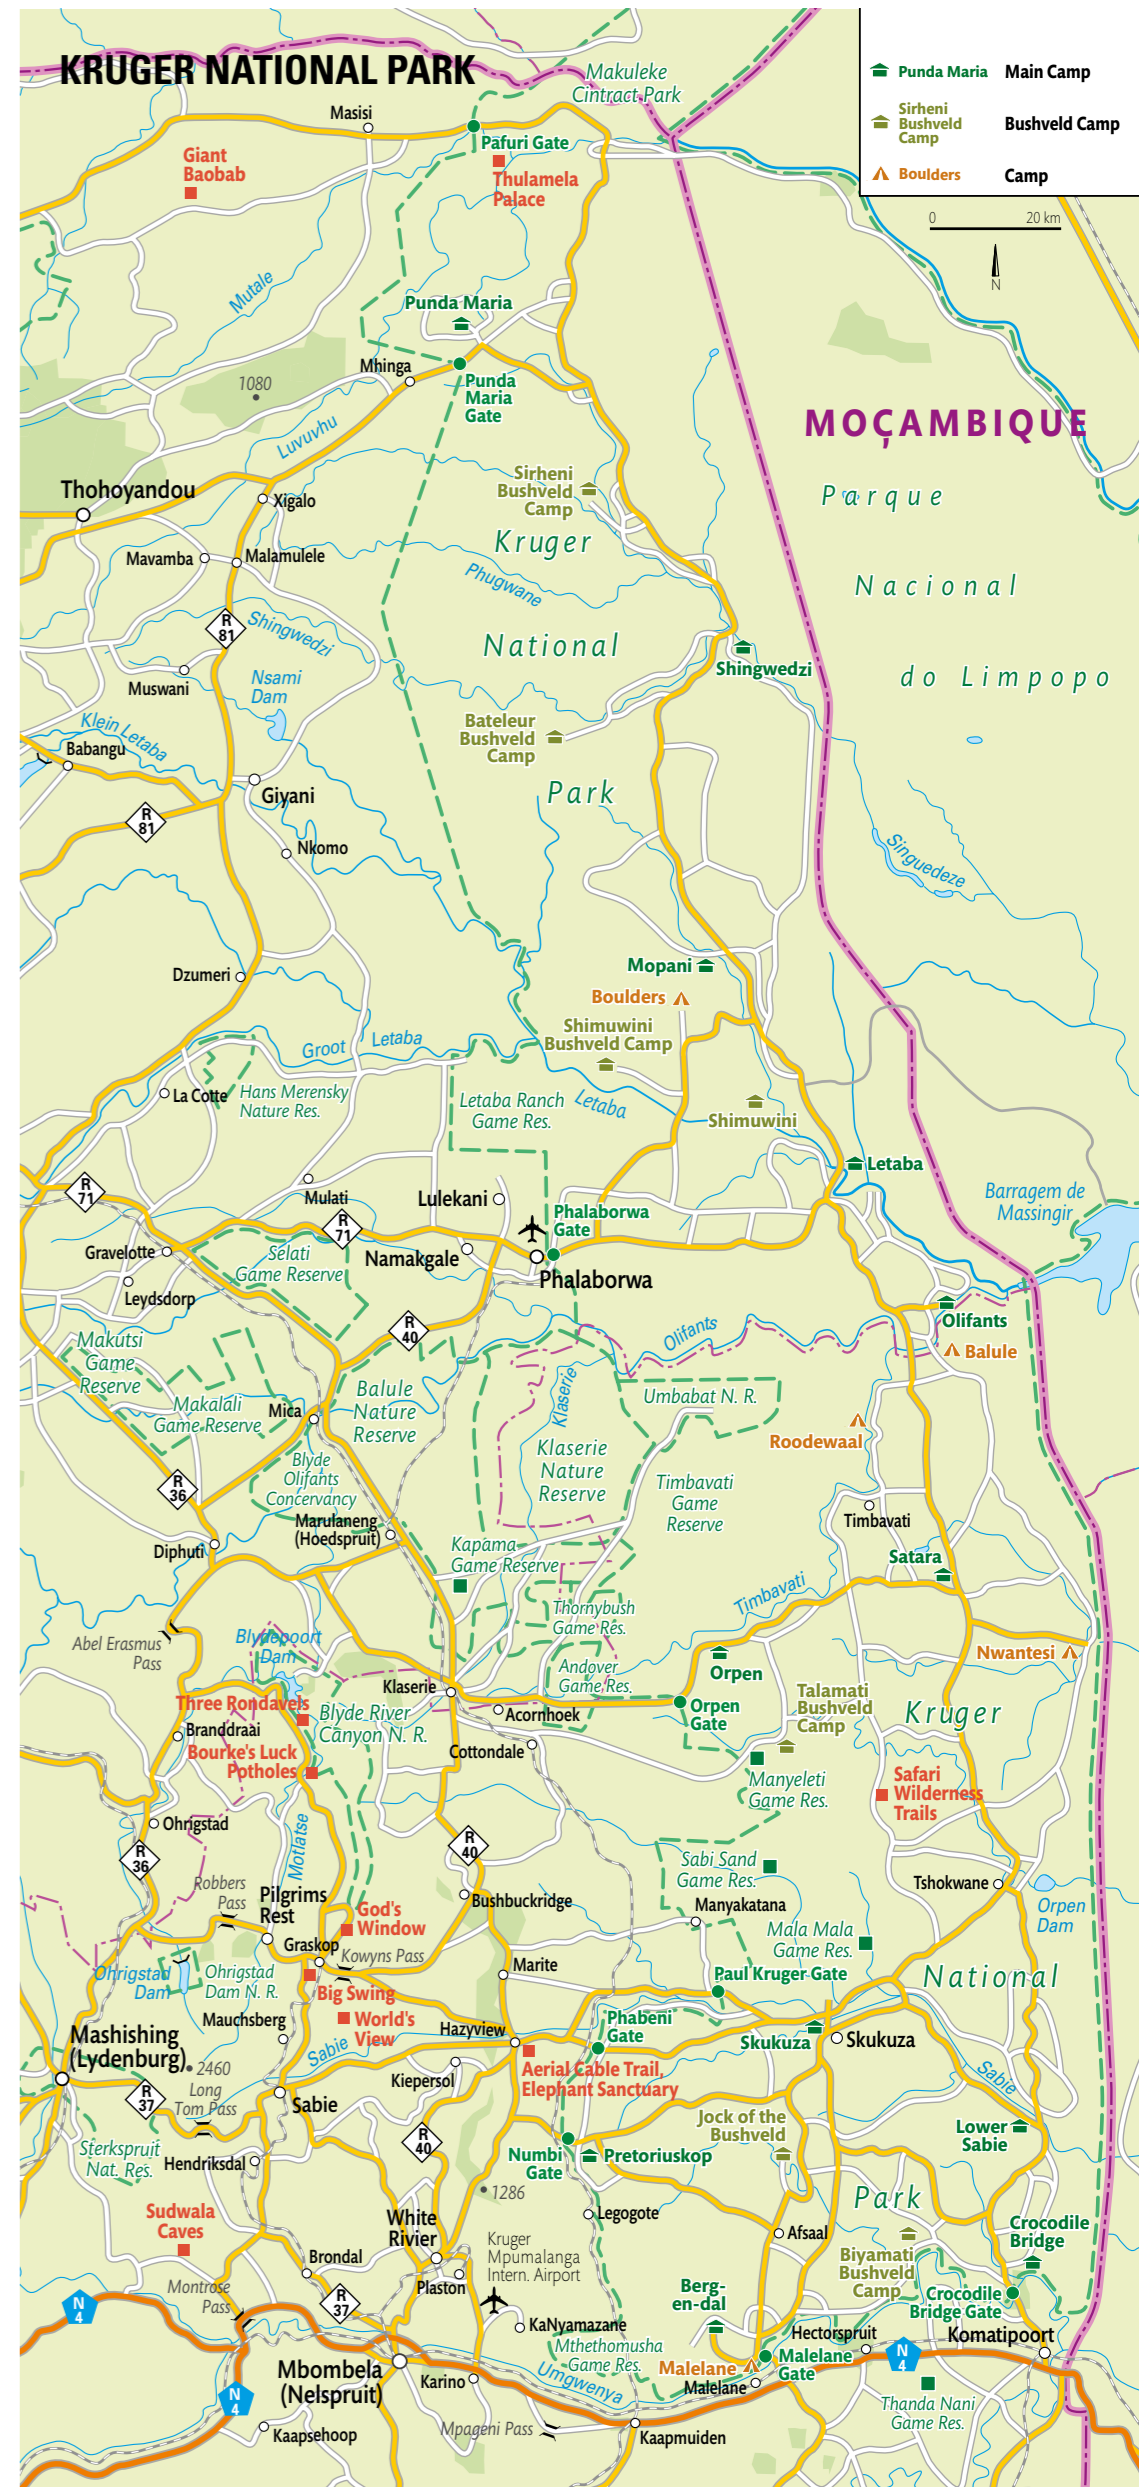 KRUGER NATIONAL PARK
Makuleke
Cintract Park
Punda Maria
Main Camp
Sirheni
Bushveld
Camp
Bushveld Camp
Boulders
Camp
0
20 km
N
Masisi
Pafuri Gate
Giant
Baobab
Thulamela
Palace
Mutale
Punda Maria
Mhinga
Punda
Maria
Gate
1080
MOÇAMBIQUE
Luvuvhu
Thohoyandou
Xigalo
Sirheni
Bushveld
Camp
Parque
Kruger
Mavamba
Malamulele
Phugwane
Nacional
R
81
Shingwedzi
National
Shingwedzi
do Limpopo
Muswani
Nsami
Dam
Klein Letaba
Babangu
Bateleur
Bushveld
Camp
Giyani
Park
R
81
Nkomo
Singuedeze
Dzumeri
Mopani
Boulders
Shimuwini
Bushveld Camp
Groot
Letaba
La Cotte
Hans Merensky
Nature Res.
Letaba Ranch
Game Res.
Letaba
Shimuwini
Letaba
R
71
Mulati
Lulekani
Barragem de
Massingir
R
71
Phalaborwa
Gate
Gravelotte
Selati
Game Reserve
Namakgale
Phalaborwa
Leydsdorp
Olifants
R
40
Olifants
Balule
Makutsi
Game
Reserve
Makalali
Game Reserve
Mica
Balule
Nature
Reserve
Klaserie
Umbabat N. R.
Roodewaal
Klaserie
Nature
Reserve
Blyde
Olifants
Concervancy
Timbavati
Game
Reserve
R
36
Marulaneng
(Hoedspruit)
Timbavati
Diphuti
Kapama
Game Reserve
Satara
Timbavati
Thornybush
Game Res.
Abel Erasmus
Pass
Blydepoort
Dam
Nwantesi
Andover
Game Res.
Orpen
Klaserie
Three Rondavels
Blyde River
Canyon N. R.
Acornhoek
Orpen
Gate
Talamati
Bushveld
Camp
Kruger
Branddraai
Bourke's Luck
Potholes
Cottondale
Manyeleti
Game Res.
Safari
Wilderness
Trails
Ohrigstad
Motlatse
R
36
R
40
Sabi Sand
Game Res.
Robbers
Pass
Pilgrims
Rest
Bushbuckridge
Tshokwane
Manyakatana
God's
Window
Orpen
Dam
Mala Mala
Game Res.
Graskop
Kowyns Pass
Marite
Ohrigstad
Dam
Ohrigstad
Dam N. R.
Big Swing
Paul Kruger Gate
National
World's
View
Mauchsberg
Hazyview
Phabeni
Gate
Skukuza
Skukuza
Mashishing
(Lydenburg)
Sabie
2460
Long
Tom Pass
Kiepersol
Aerial Cable Trail,
Elephant Sanctuary
Sabie
R
37
Sabie
Jock of the
Bushveld
Lower
Sabie
R
40
Sterkspruit
Nat. Res.
Hendriksdal
Numbi
Gate
Pretoriuskop
1286
Park
Sudwala
Caves
White
Rivier
Legogote
Crocodile
Bridge
Afsaal
Brondal
Kruger
Mpumalanga
Intern. Airport
Biyamati
Bushveld
Camp
Montrose
Pass
Plaston
Berg-
en-dal
Crocodile
Bridge Gate
N
4
R
37
KaNyamazane
Hectorspruit
Komatipoort
Mthethomusha
Game Res.
N
4
Malelane
Malelane
Gate
Mbombela
(Nelspruit)
Karino
Umgwenya
Malelane
N
4
Thanda Nani
Game Res.
Kaapsehoop
Mpageni Pass
Kaapmuiden